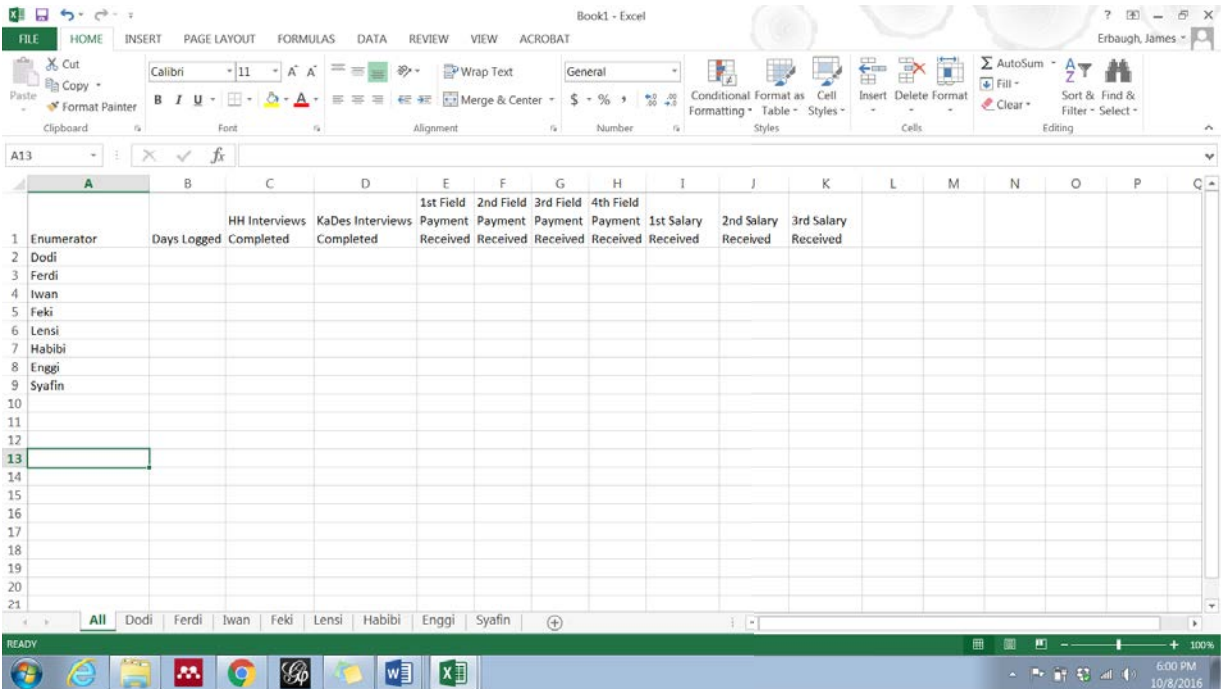 Book1 - Excel
FILE HOME INSERT PAGE LAYOUT FORMULAS DATA REVIEW VIEW ACROBAT
Erbaugh, James
Paste
Cut
Copy
Format Painter
Clipboard
Calibri 11
B I U
Font
Wrap Text
Merge & Center
Alignment
General
$ % ,
Number
Conditional Formatting
Format as Table
Cell Styles
Styles
Insert Delete Format
Cells
AutoSum
Fill
Clear
Sort & Filter
Find & Select
Editing
A13
fx
A B C D E F G H I J K L M N O P Q
1 Enumerator Days Logged HH Interviews Completed KaDes Interviews Completed 1st Field Payment Received 2nd Field Payment Received 3rd Field Payment Received 4th Field Payment Received 1st Salary Received 2nd Salary Received 3rd Salary Received
2 Dodi
3 Ferdi
4 Iwan
5 Feki
6 Lensi
7 Habibi
8 Enggi
9 Syafin
10
11
12
13
14
15
16
17
18
19
20
21
All Dodi Ferdi Iwan Feki Lensi Habibi Enggi Syafin
READY
100%
6:00 PM
10/8/2016